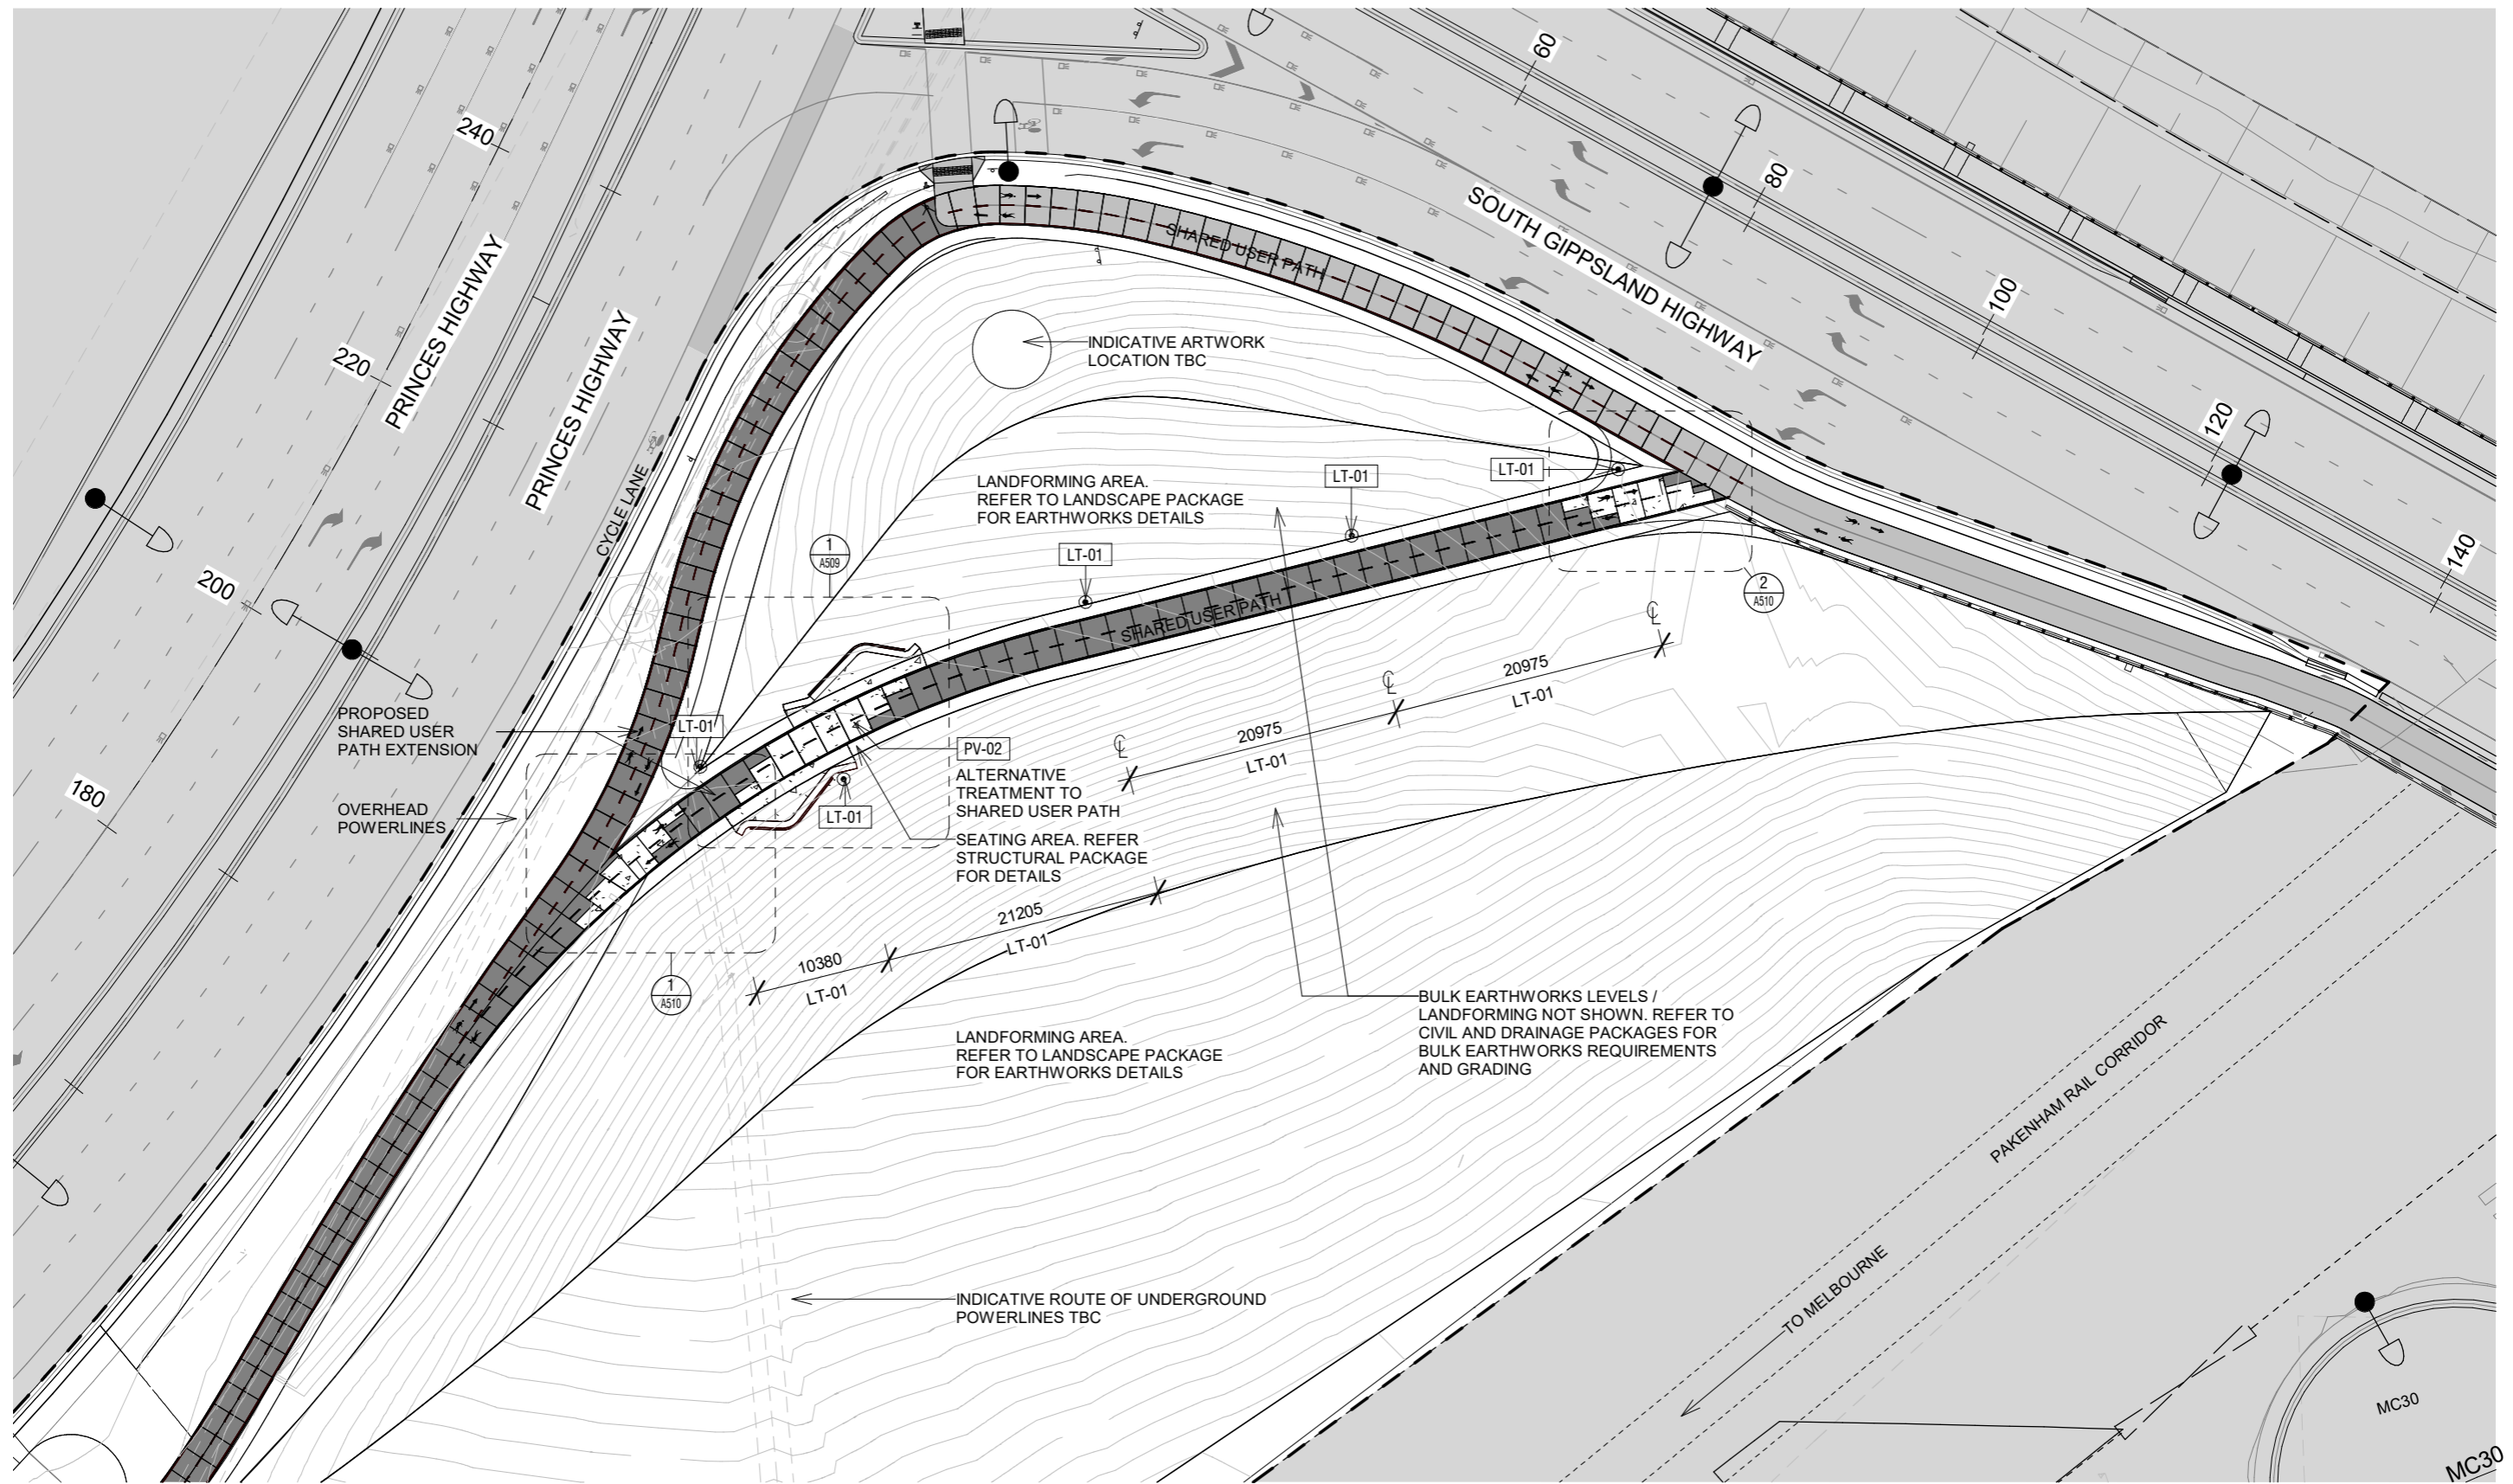 60
240
80
SOUTH GIPPSLAND HIGHWAY
SHARED USER PATH
100
PRINCES HIGHWAY
PRINCES HIGHWAY
220
INDICATIVE ARTWORK
LOCATION TBC
120
CYCLE LANE
LT-01
LT-01
LANDFORMING AREA.
REFER TO LANDSCAPE PACKAGE
FOR EARTHWORKS DETAILS
140
1
A509
LT-01
200
2
A510
SHARED USER PATH
℄
20975
LT-01
℄
20975
LT-01
℄
PROPOSED
SHARED USER
PATH EXTENSION
LT-01
PV-02
ALTERNATIVE
TREATMENT TO
SHARED USER PATH
180
OVERHEAD
POWERLINES
LT-01
SEATING AREA. REFER
STRUCTURAL PACKAGE
FOR DETAILS
21205
LT-01
10380
LT-01
1
A510
BULK EARTHWORKS LEVELS /
LANDFORMING NOT SHOWN. REFER TO
CIVIL AND DRAINAGE PACKAGES FOR
BULK EARTHWORKS REQUIREMENTS
AND GRADING
LANDFORMING AREA.
REFER TO LANDSCAPE PACKAGE
FOR EARTHWORKS DETAILS
PAKENHAM RAIL CORRIDOR
TO MELBOURNE
INDICATIVE ROUTE OF UNDERGROUND
POWERLINES TBC
MC30
MC30